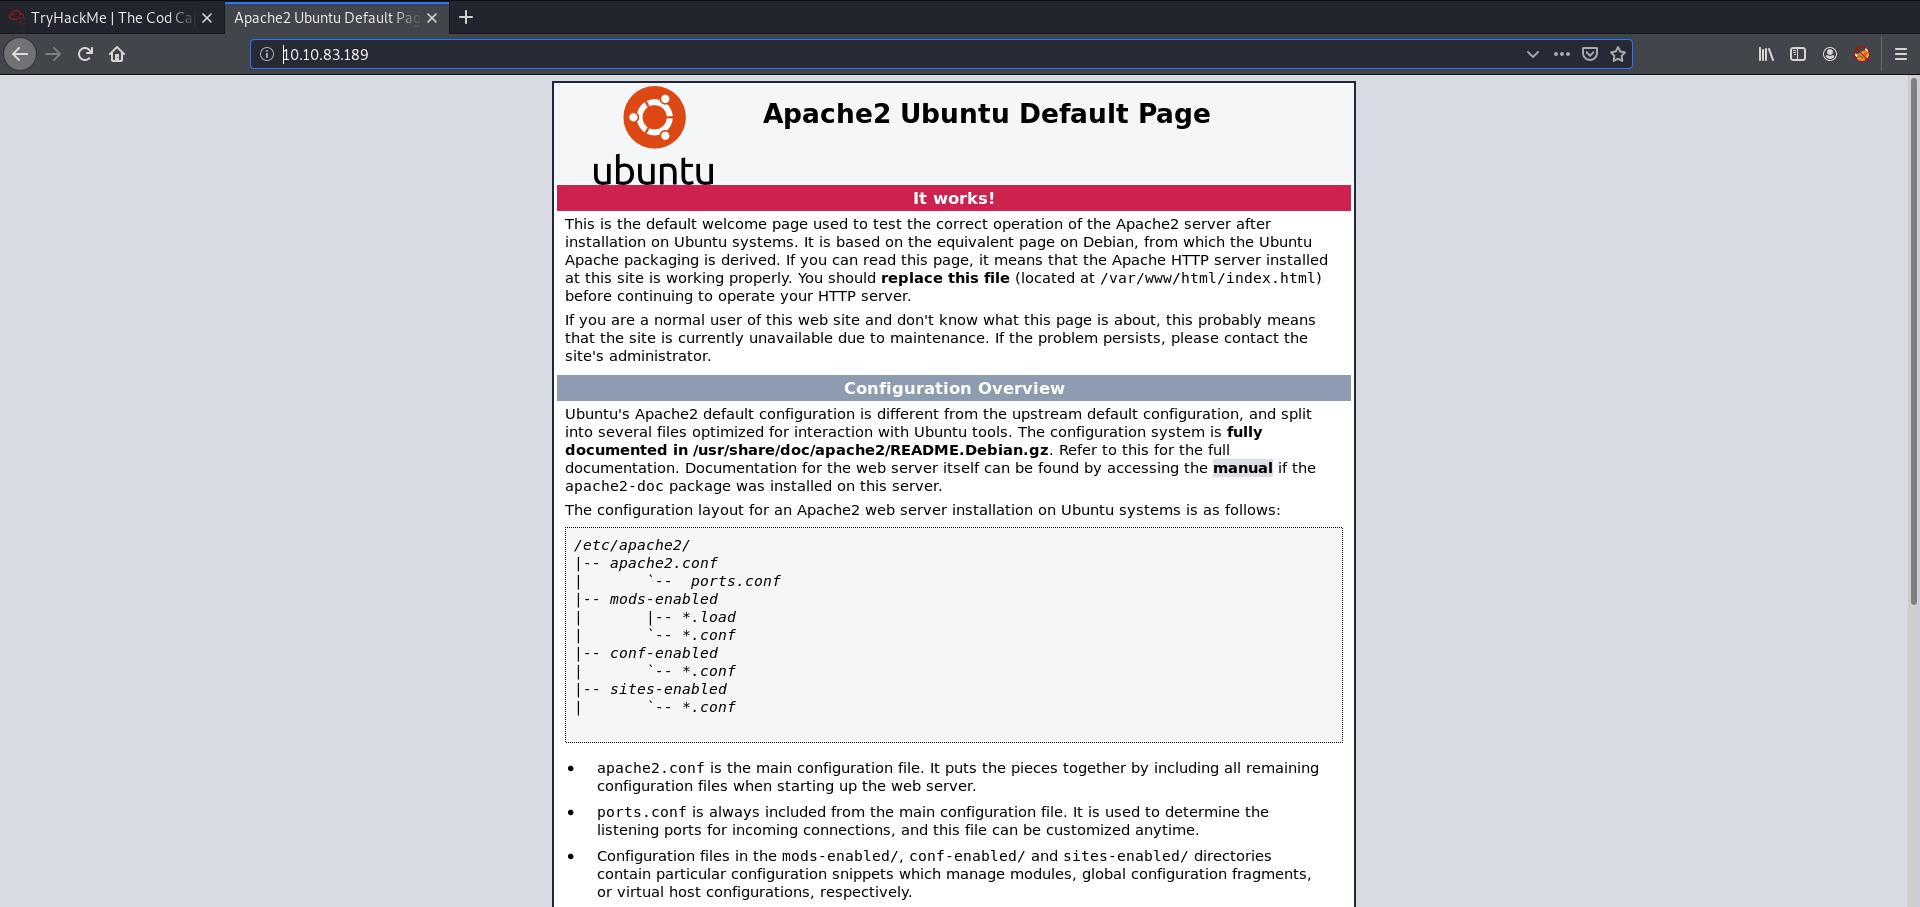 TryHackMe | The Cod Ca
Apache2 Ubuntu Default Pag
10.10.83.189
ubuntu
Apache2 Ubuntu Default Page
It works!
This is the default welcome page used to test the correct operation of the Apache2 server after
installation on Ubuntu systems. It is based on the equivalent page on Debian, from which the Ubuntu
Apache packaging is derived. If you can read this page, it means that the Apache HTTP server installed
at this site is working properly. You should replace this file (located at /var/www/html/index.html)
before continuing to operate your HTTP server.
If you are a normal user of this web site and don't know what this page is about, this probably means
that the site is currently unavailable due to maintenance. If the problem persists, please contact the
site's administrator.
Configuration Overview
Ubuntu's Apache2 default configuration is different from the upstream default configuration, and split
into several files optimized for interaction with Ubuntu tools. The configuration system is fully
documented in /usr/share/doc/apache2/README.Debian.gz. Refer to this for the full
documentation. Documentation for the web server itself can be found by accessing the manual if the
apache2-doc package was installed on this server.
The configuration layout for an Apache2 web server installation on Ubuntu systems is as follows:
/etc/apache2/
|-- apache2.conf
|       `--  ports.conf
|-- mods-enabled
|       |-- *.load
|       `-- *.conf
|-- conf-enabled
|       `-- *.conf
|-- sites-enabled
|       `-- *.conf
• apache2.conf is the main configuration file. It puts the pieces together by including all remaining
configuration files when starting up the web server.
• ports.conf is always included from the main configuration file. It is used to determine the
listening ports for incoming connections, and this file can be customized anytime.
• Configuration files in the mods-enabled/, conf-enabled/ and sites-enabled/ directories
contain particular configuration snippets which manage modules, global configuration fragments,
or virtual host configurations, respectively.